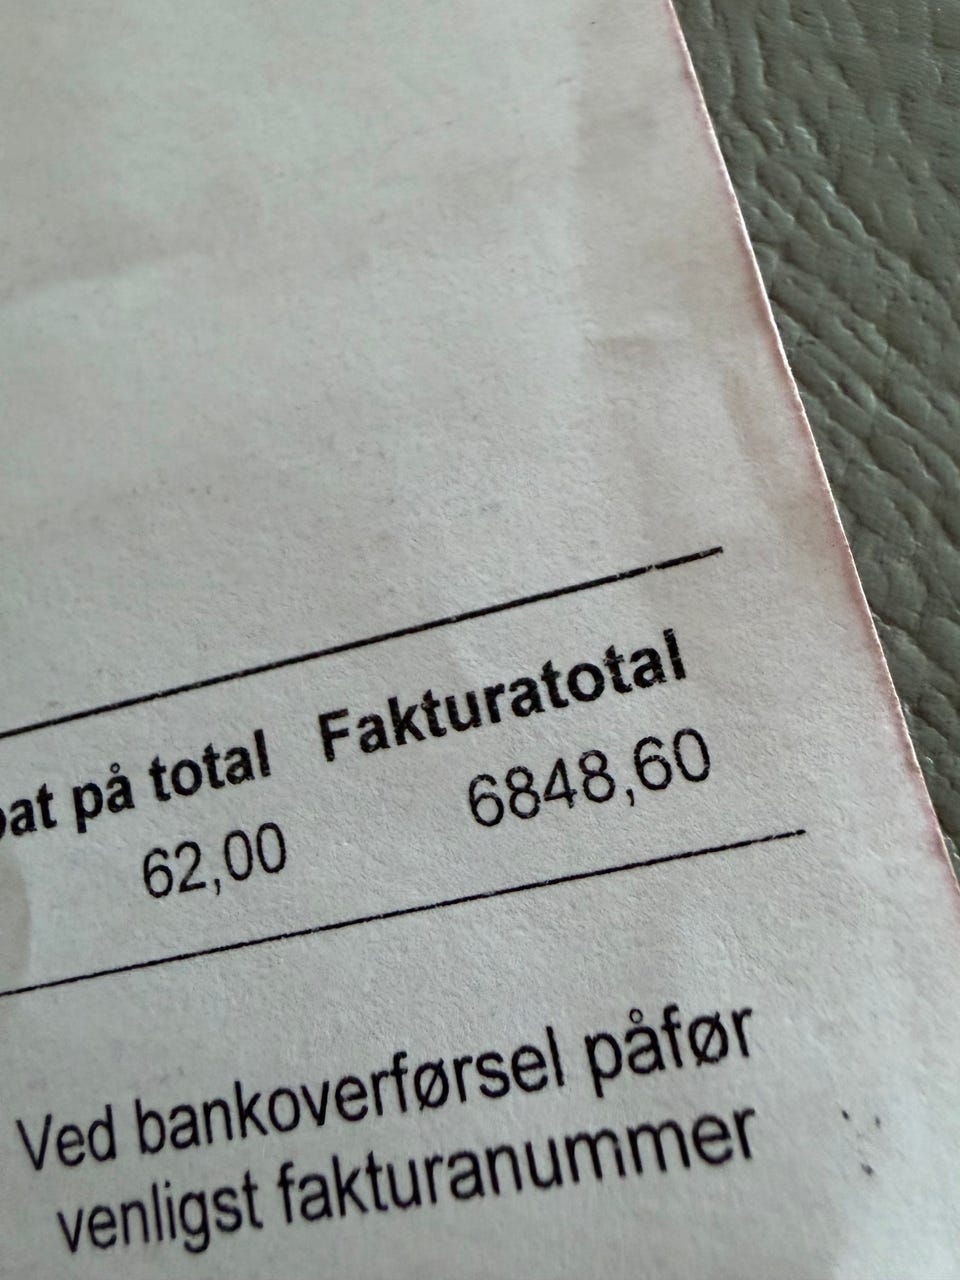 på total Fakturatotal
62,00 6848,60
Ved bankoverførsel påfør
venligst fakturanummer